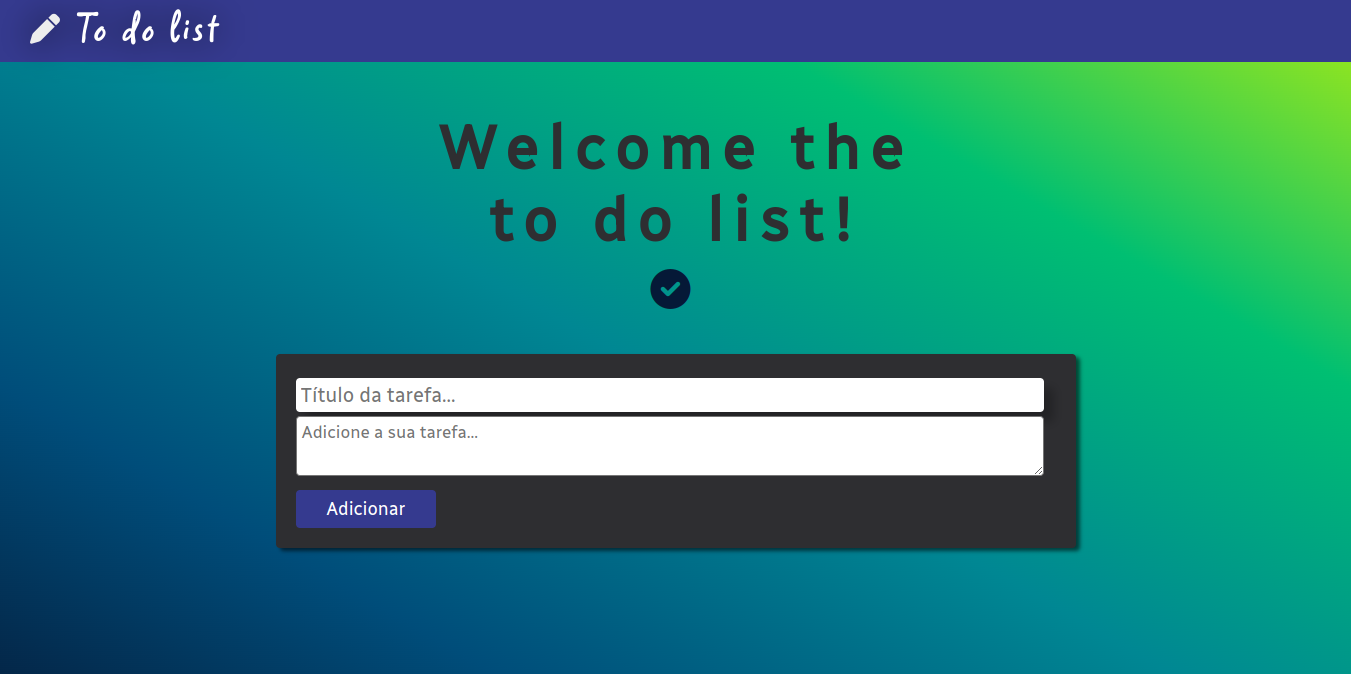 To do list
Welcome the
to do list!
Título da tarefa...
Adicione a sua tarefa...
Adicionar